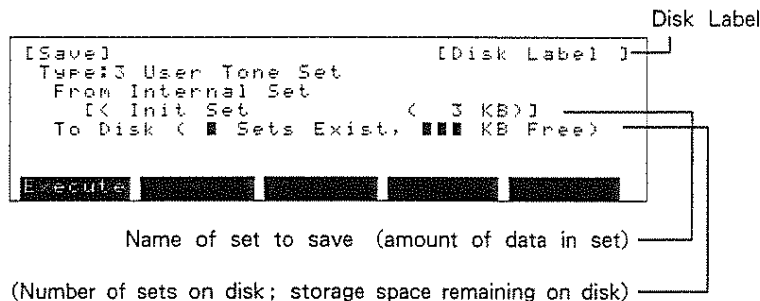 Disk Label
[Save] [Disk Label ]
Type:3 User Tone Set
From Internal Set
[< Init Set ( 3 KB)]
To Disk ( █ Sets Exist, ███ KB Free)
Execute
Name of set to save (amount of data in set)
(Number of sets on disk; storage space remaining on disk)